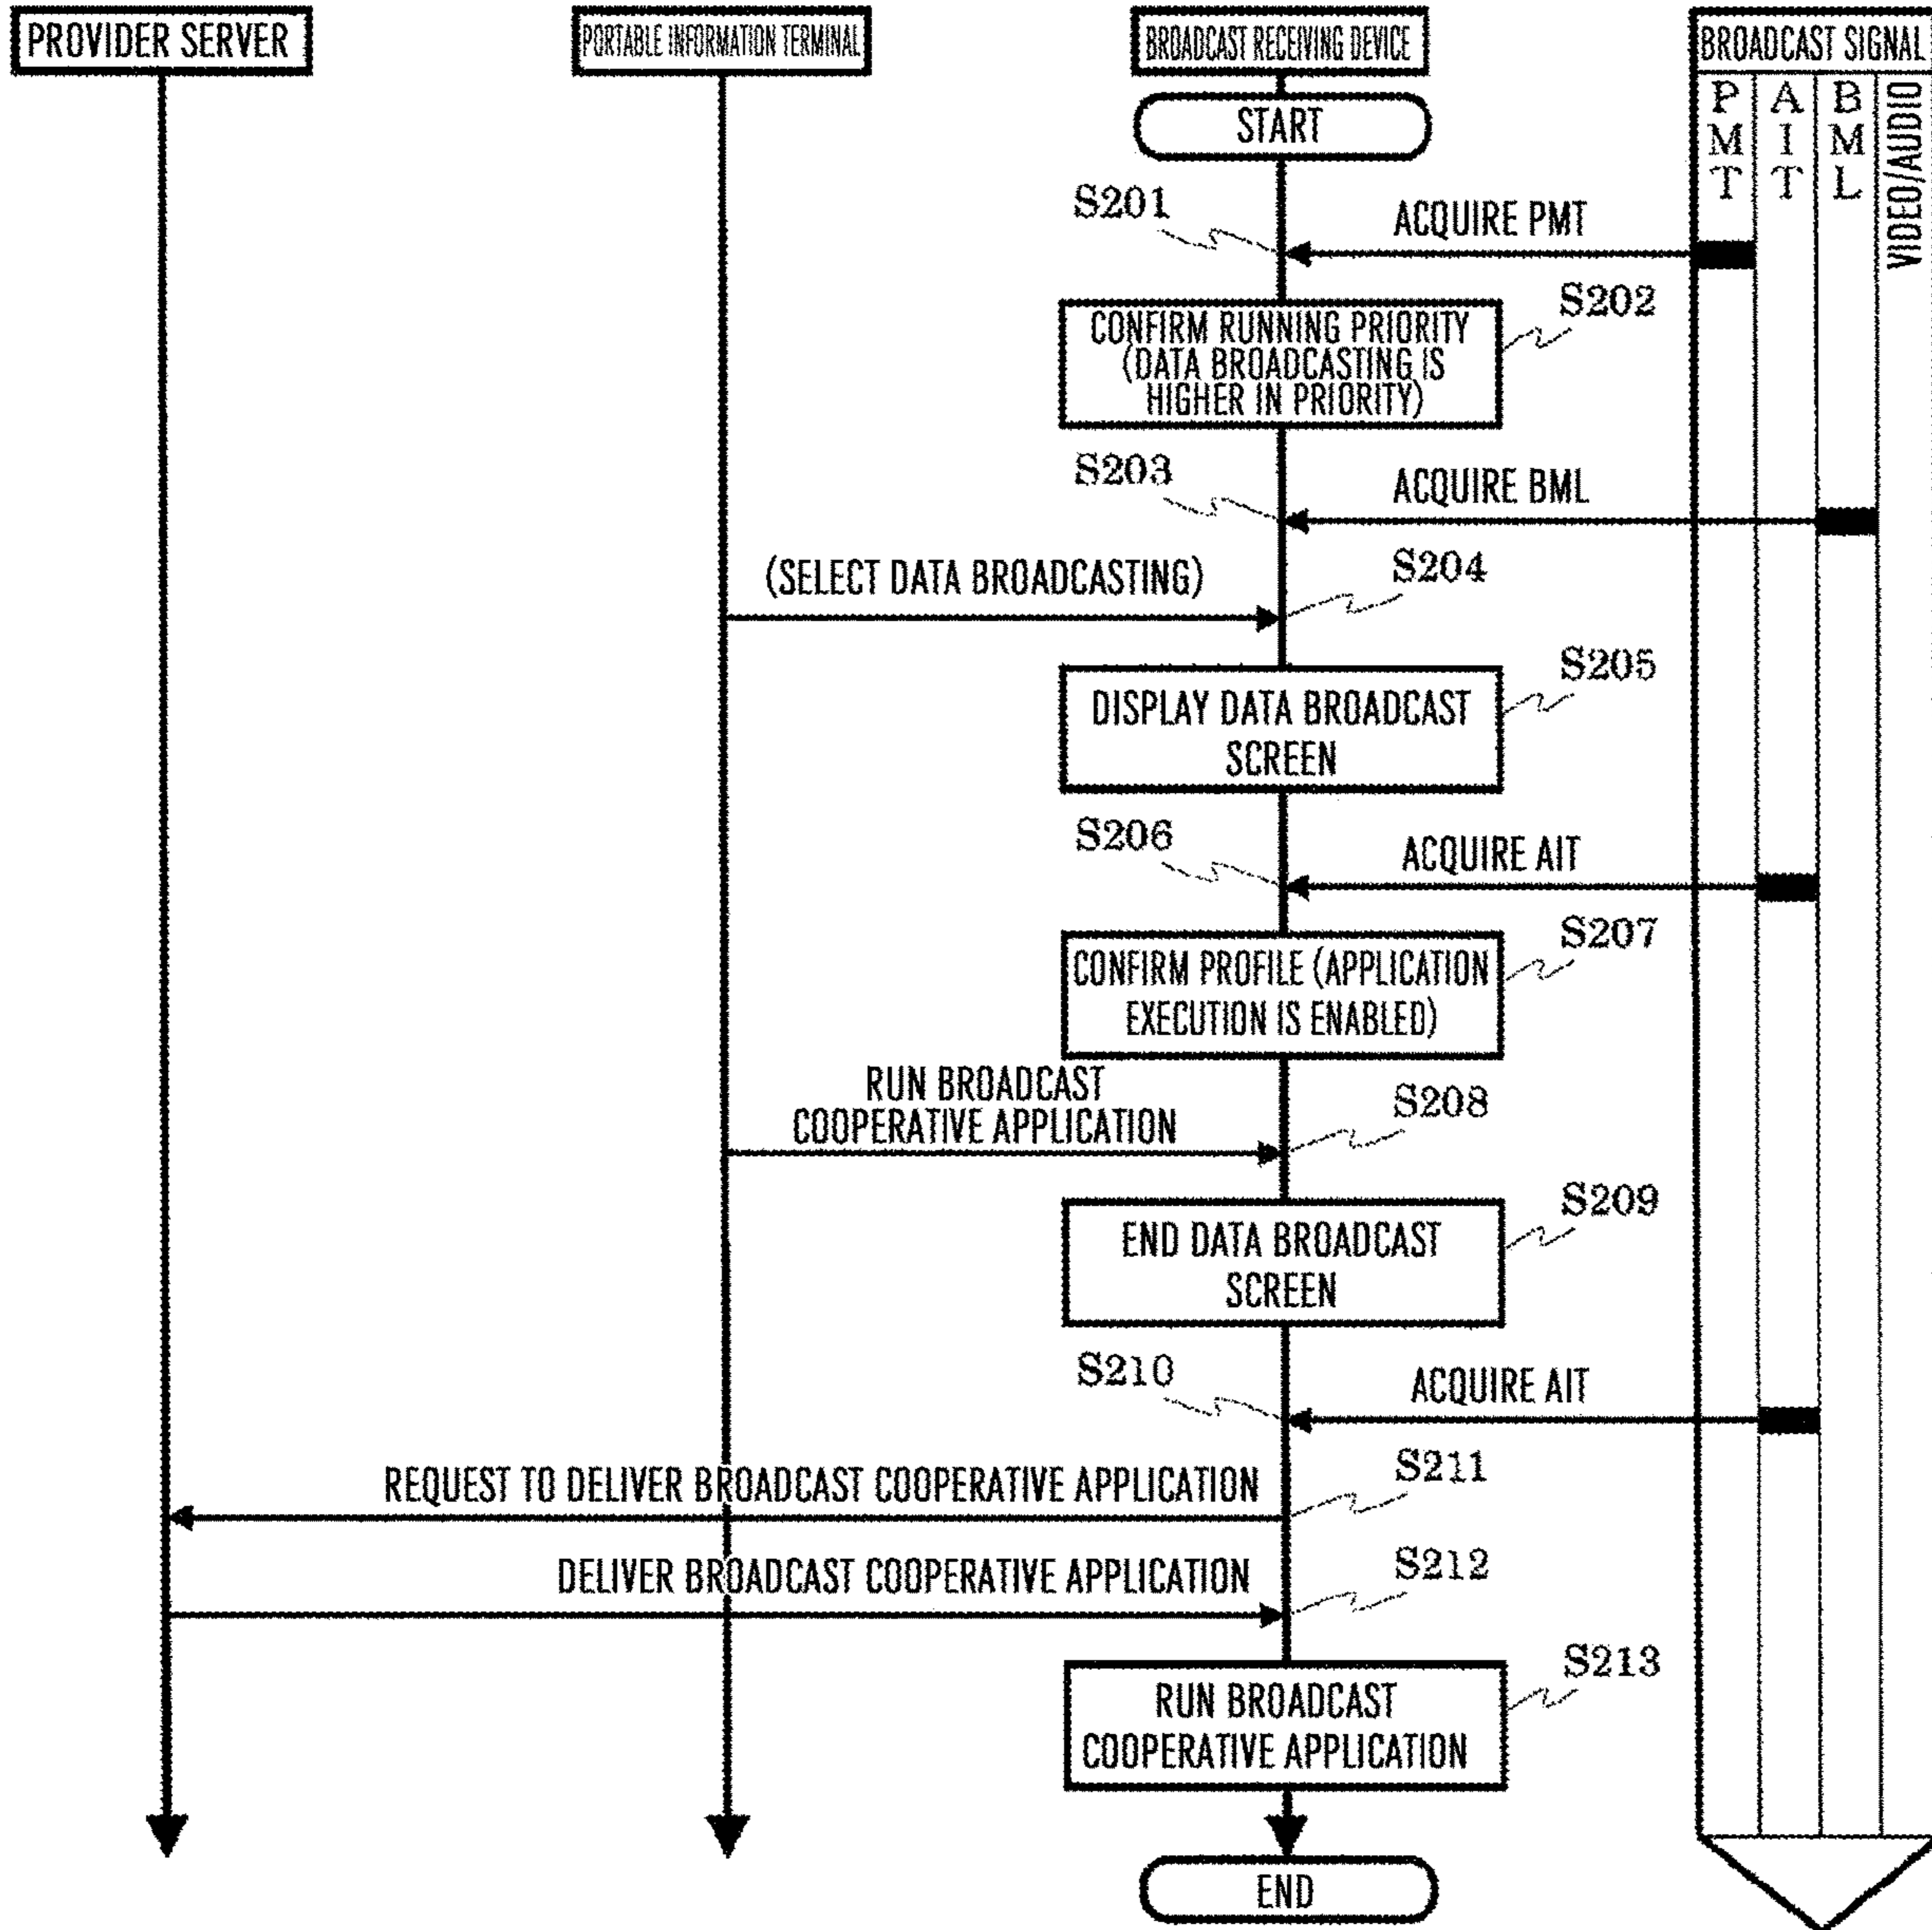 PROVIDER SERVER
PORTABLE INFORMATION TERMINAL
BROADCAST RECEIVING DEVICE
BROADCAST SIGNAL
PMT
AIT
BML
VIDEO/AUDIO
START
S201
ACQUIRE PMT
S202
CONFIRM RUNNING PRIORITY
(DATA BROADCASTING IS
HIGHER IN PRIORITY)
S203
ACQUIRE BML
(SELECT DATA BROADCASTING)
S204
S205
DISPLAY DATA BROADCAST
SCREEN
S206
ACQUIRE AIT
S207
CONFIRM PROFILE (APPLICATION
EXECUTION IS ENABLED)
RUN BROADCAST
COOPERATIVE APPLICATION
S208
S209
END DATA BROADCAST
SCREEN
S210
ACQUIRE AIT
REQUEST TO DELIVER BROADCAST COOPERATIVE APPLICATION
S211
DELIVER BROADCAST COOPERATIVE APPLICATION
S212
S213
RUN BROADCAST
COOPERATIVE APPLICATION
END